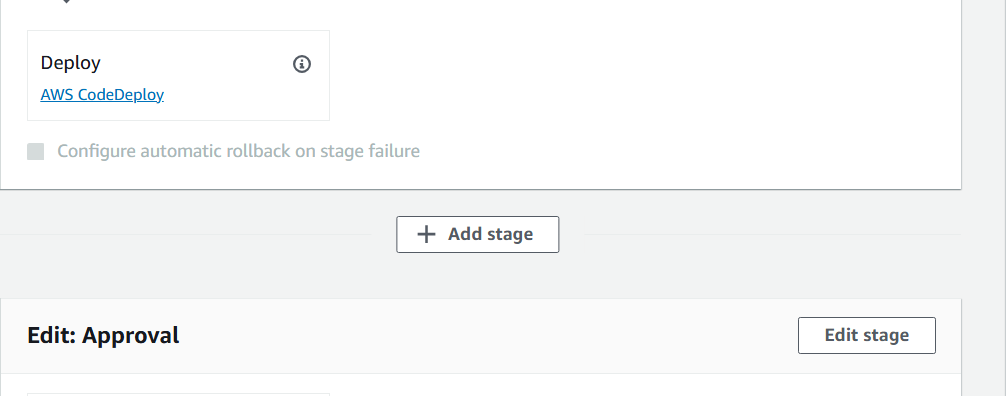 Deploy
AWS CodeDeploy
Configure automatic rollback on stage failure
Add stage
Edit: Approval
Edit stage